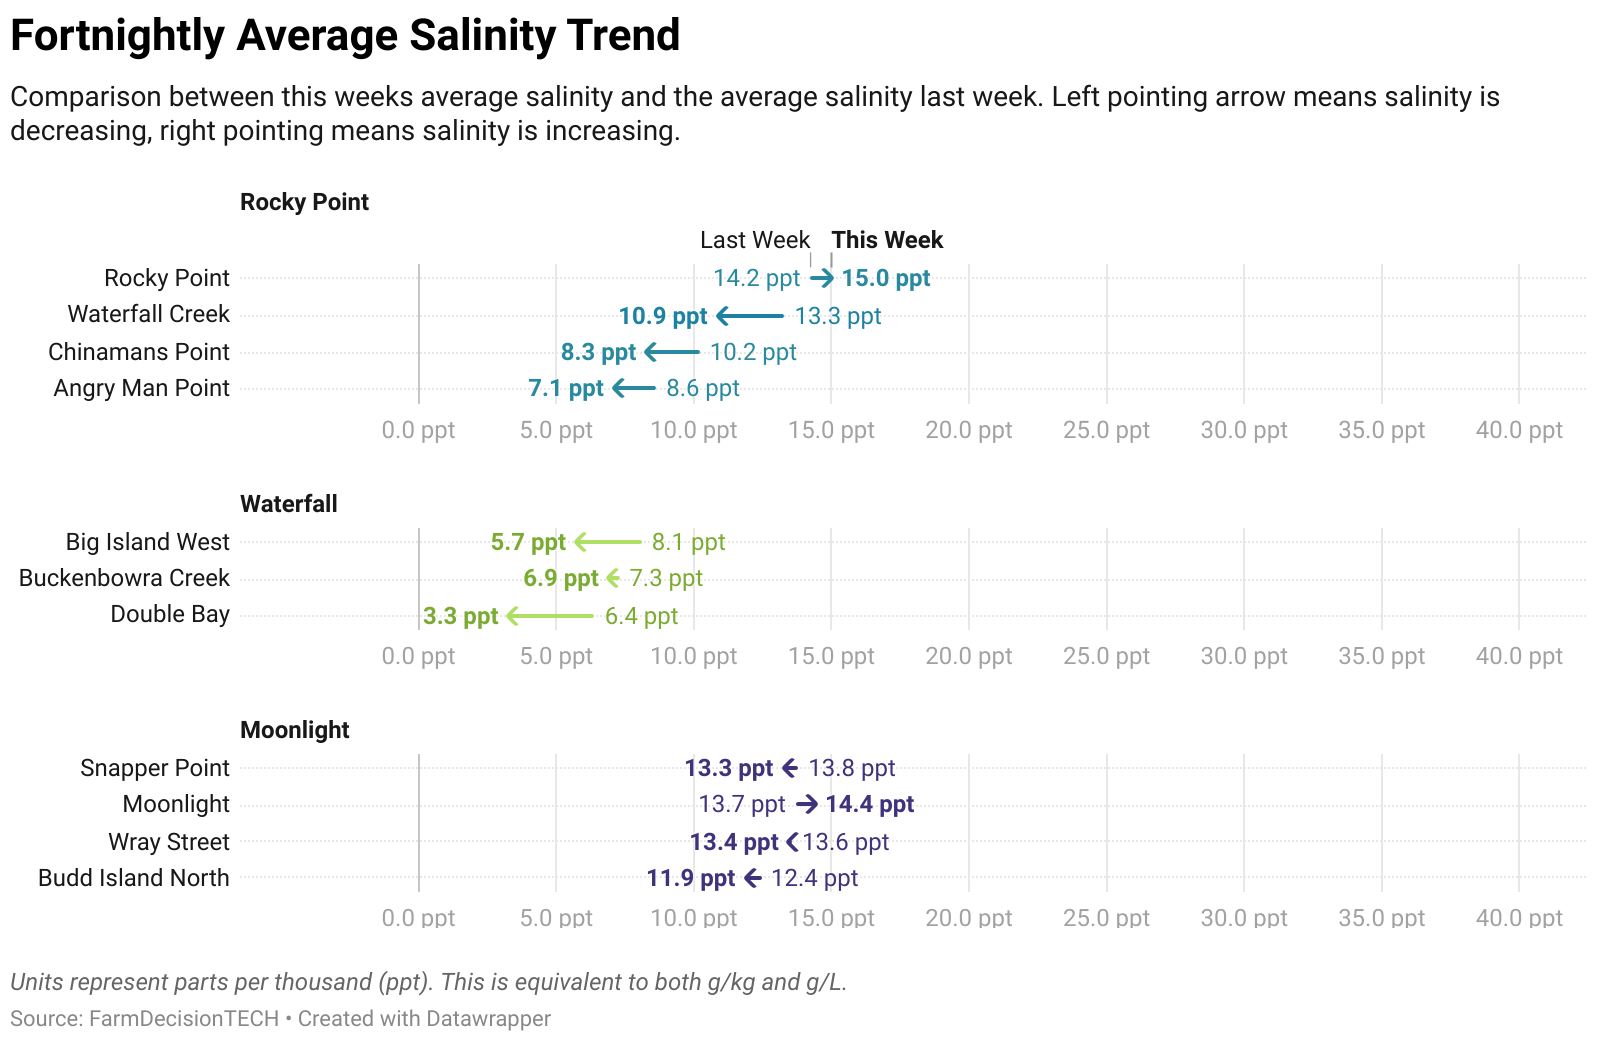 Fortnightly Average Salinity Trend
Comparison between this weeks average salinity and the average salinity last week. Left pointing arrow means salinity is
decreasing, right pointing means salinity is increasing.
Rocky Point
Last Week This Week
Rocky Point 14.2 ppt 15.0 ppt
Waterfall Creek 10.9 ppt 13.3 ppt
Chinamans Point 8.3 ppt 10.2 ppt
Angry Man Point 7.1 ppt 8.6 ppt
0.0 ppt 5.0 ppt 10.0 ppt 15.0 ppt 20.0 ppt 25.0 ppt 30.0 ppt 35.0 ppt 40.0 ppt
Waterfall
Big Island West 5.7 ppt 8.1 ppt
Buckenbowra Creek 6.9 ppt 7.3 ppt
Double Bay 3.3 ppt 6.4 ppt
0.0 ppt 5.0 ppt 10.0 ppt 15.0 ppt 20.0 ppt 25.0 ppt 30.0 ppt 35.0 ppt 40.0 ppt
Moonlight
Snapper Point 13.3 ppt 13.8 ppt
Moonlight 13.7 ppt 14.4 ppt
Wray Street 13.4 ppt 13.6 ppt
Budd Island North 11.9 ppt 12.4 ppt
0.0 ppt 5.0 ppt 10.0 ppt 15.0 ppt 20.0 ppt 25.0 ppt 30.0 ppt 35.0 ppt 40.0 ppt
Units represent parts per thousand (ppt). This is equivalent to both g/kg and g/L.
Source: FarmDecisionTECH • Created with Datawrapper